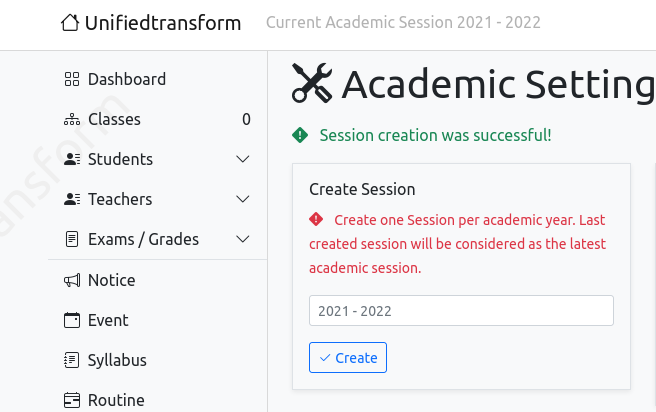 Unifiedtransform
Current Academic Session 2021 - 2022
Dashboard
Classes 0
Students
Teachers
Exams / Grades
Notice
Event
Syllabus
Routine
Academic Setting
Session creation was successful!
Create Session
Create one Session per academic year. Last
created session will be considered as the latest
academic session.
2021 - 2022
Create
ansform